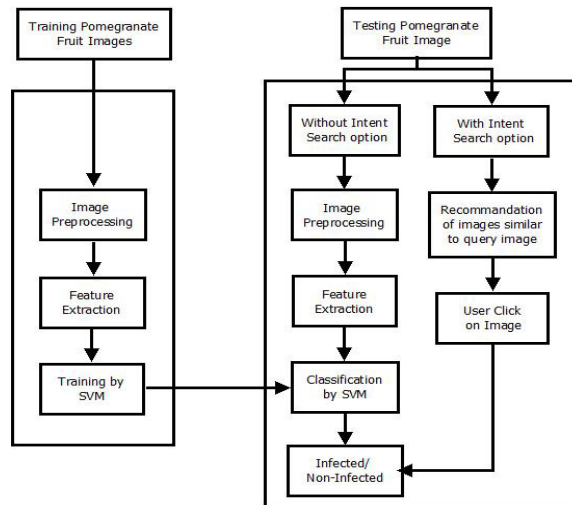 Training Pomegranate
Fruit Images
Testing Pomegranate
Fruit Image
Without Intent
Search option
With Intent
Search option
Image
Preprocessing
Image
Preprocessing
Recommandation
of images similar
to query image
Feature
Extraction
Feature
Extraction
User Click
on Image
Training by
SVM
Classification
by SVM
Infected/
Non-Infected